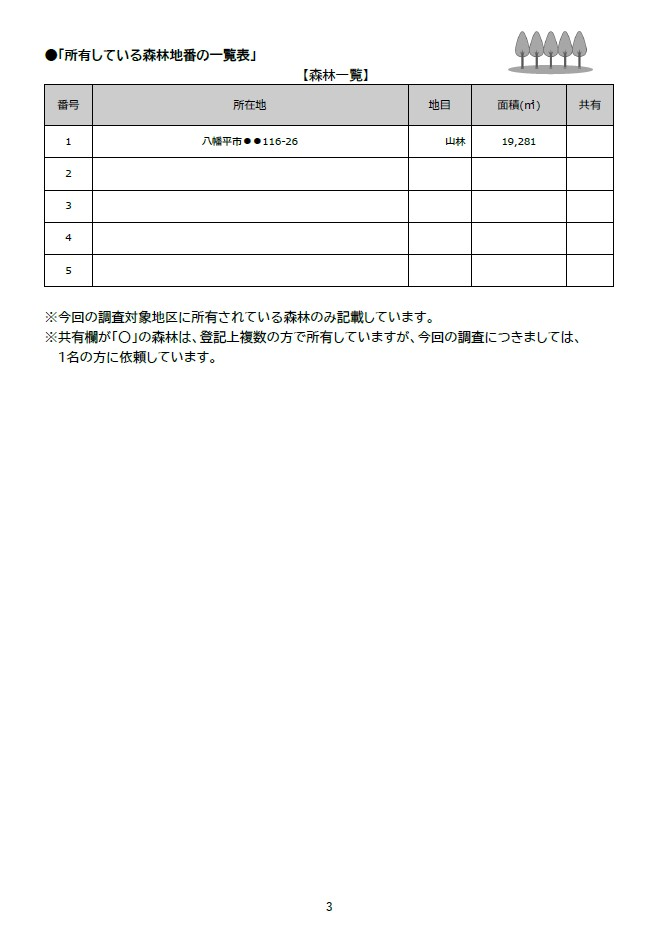 ●「所有している森林地番の一覧表」
【森林一覧】
番号 所在地 地目 面積(㎡) 共有
1 八幡平市●●116-26 山林 19,281
2
3
4
5
※今回の調査対象地区に所有されている森林のみ記載しています。
※共有欄が「〇」の森林は、登記上複数の方で所有していますが、今回の調査につきましては、
1名の方に依頼しています。
3